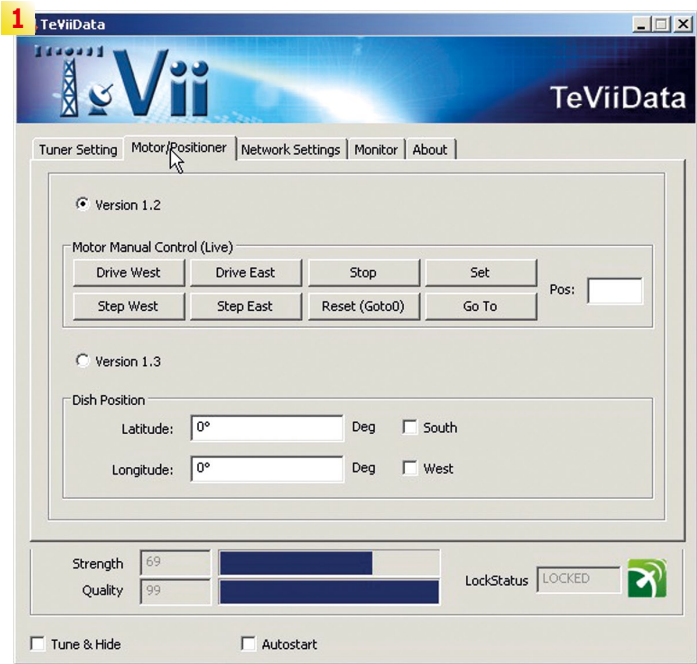 1
TeViiData
TeVii
TeViiData
Tuner Setting Motor/Positioner Network Settings Monitor About
Version 1.2
Motor Manual Control (Live)
Drive West Drive East Stop Set
Pos:
Step West Step East Reset (Goto0) Go To
Version 1.3
Dish Position
Latitude: 0° Deg South
Longitude: 0° Deg West
Strength 69
LockStatus LOCKED
Quality 99
Tune & Hide Autostart